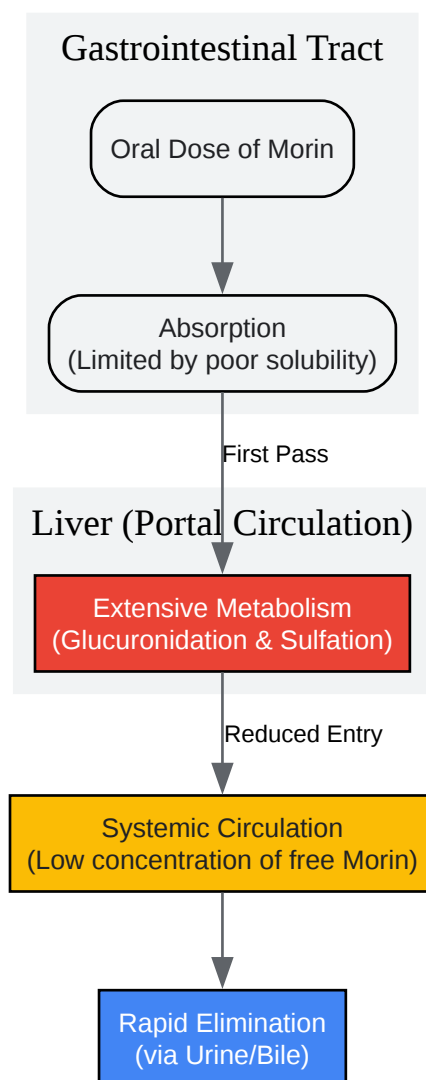 Gastrointestinal Tract
Oral Dose of Morin
Absorption
(Limited by poor solubility)
First Pass
Liver (Portal Circulation)
Extensive Metabolism
(Glucuronidation & Sulfation)
Reduced Entry
Systemic Circulation
(Low concentration of free Morin)
Rapid Elimination
(via Urine/Bile)